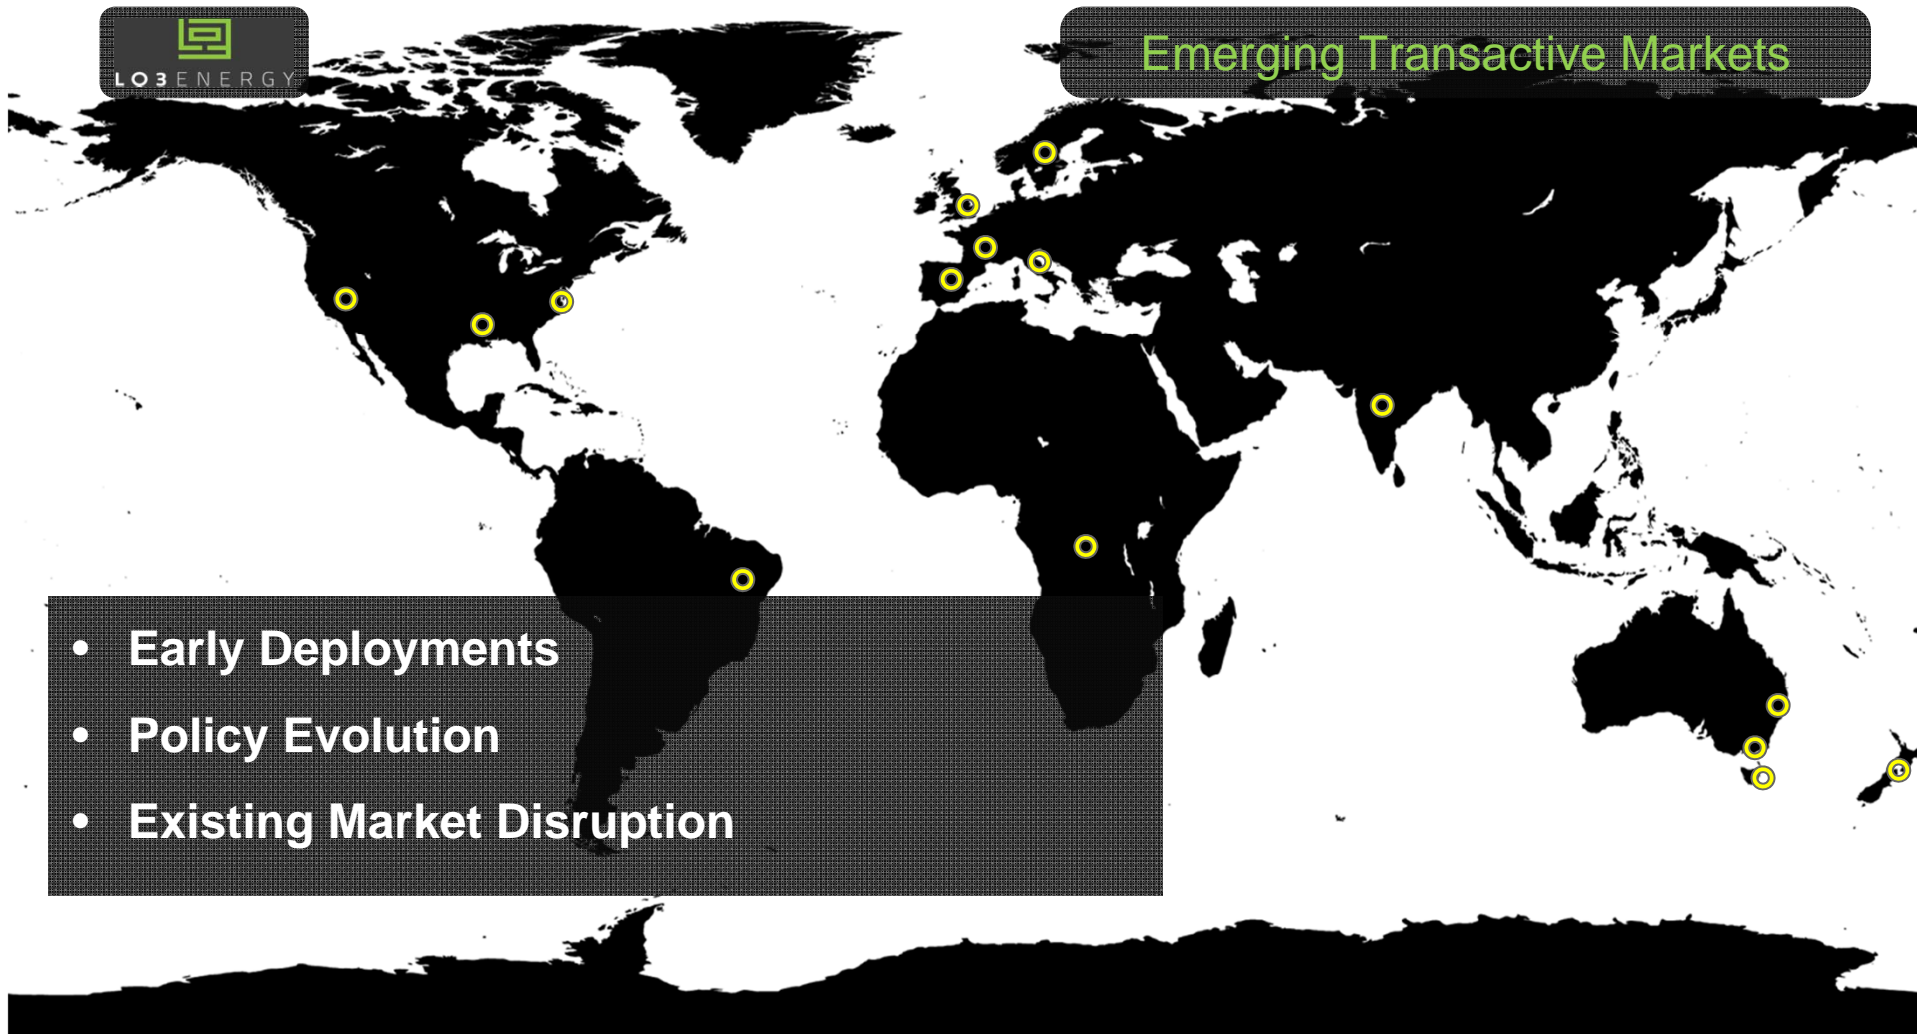 LO3ENERGY
Emerging Transactive Markets
• Early Deployments
• Policy Evolution
• Existing Market Disruption